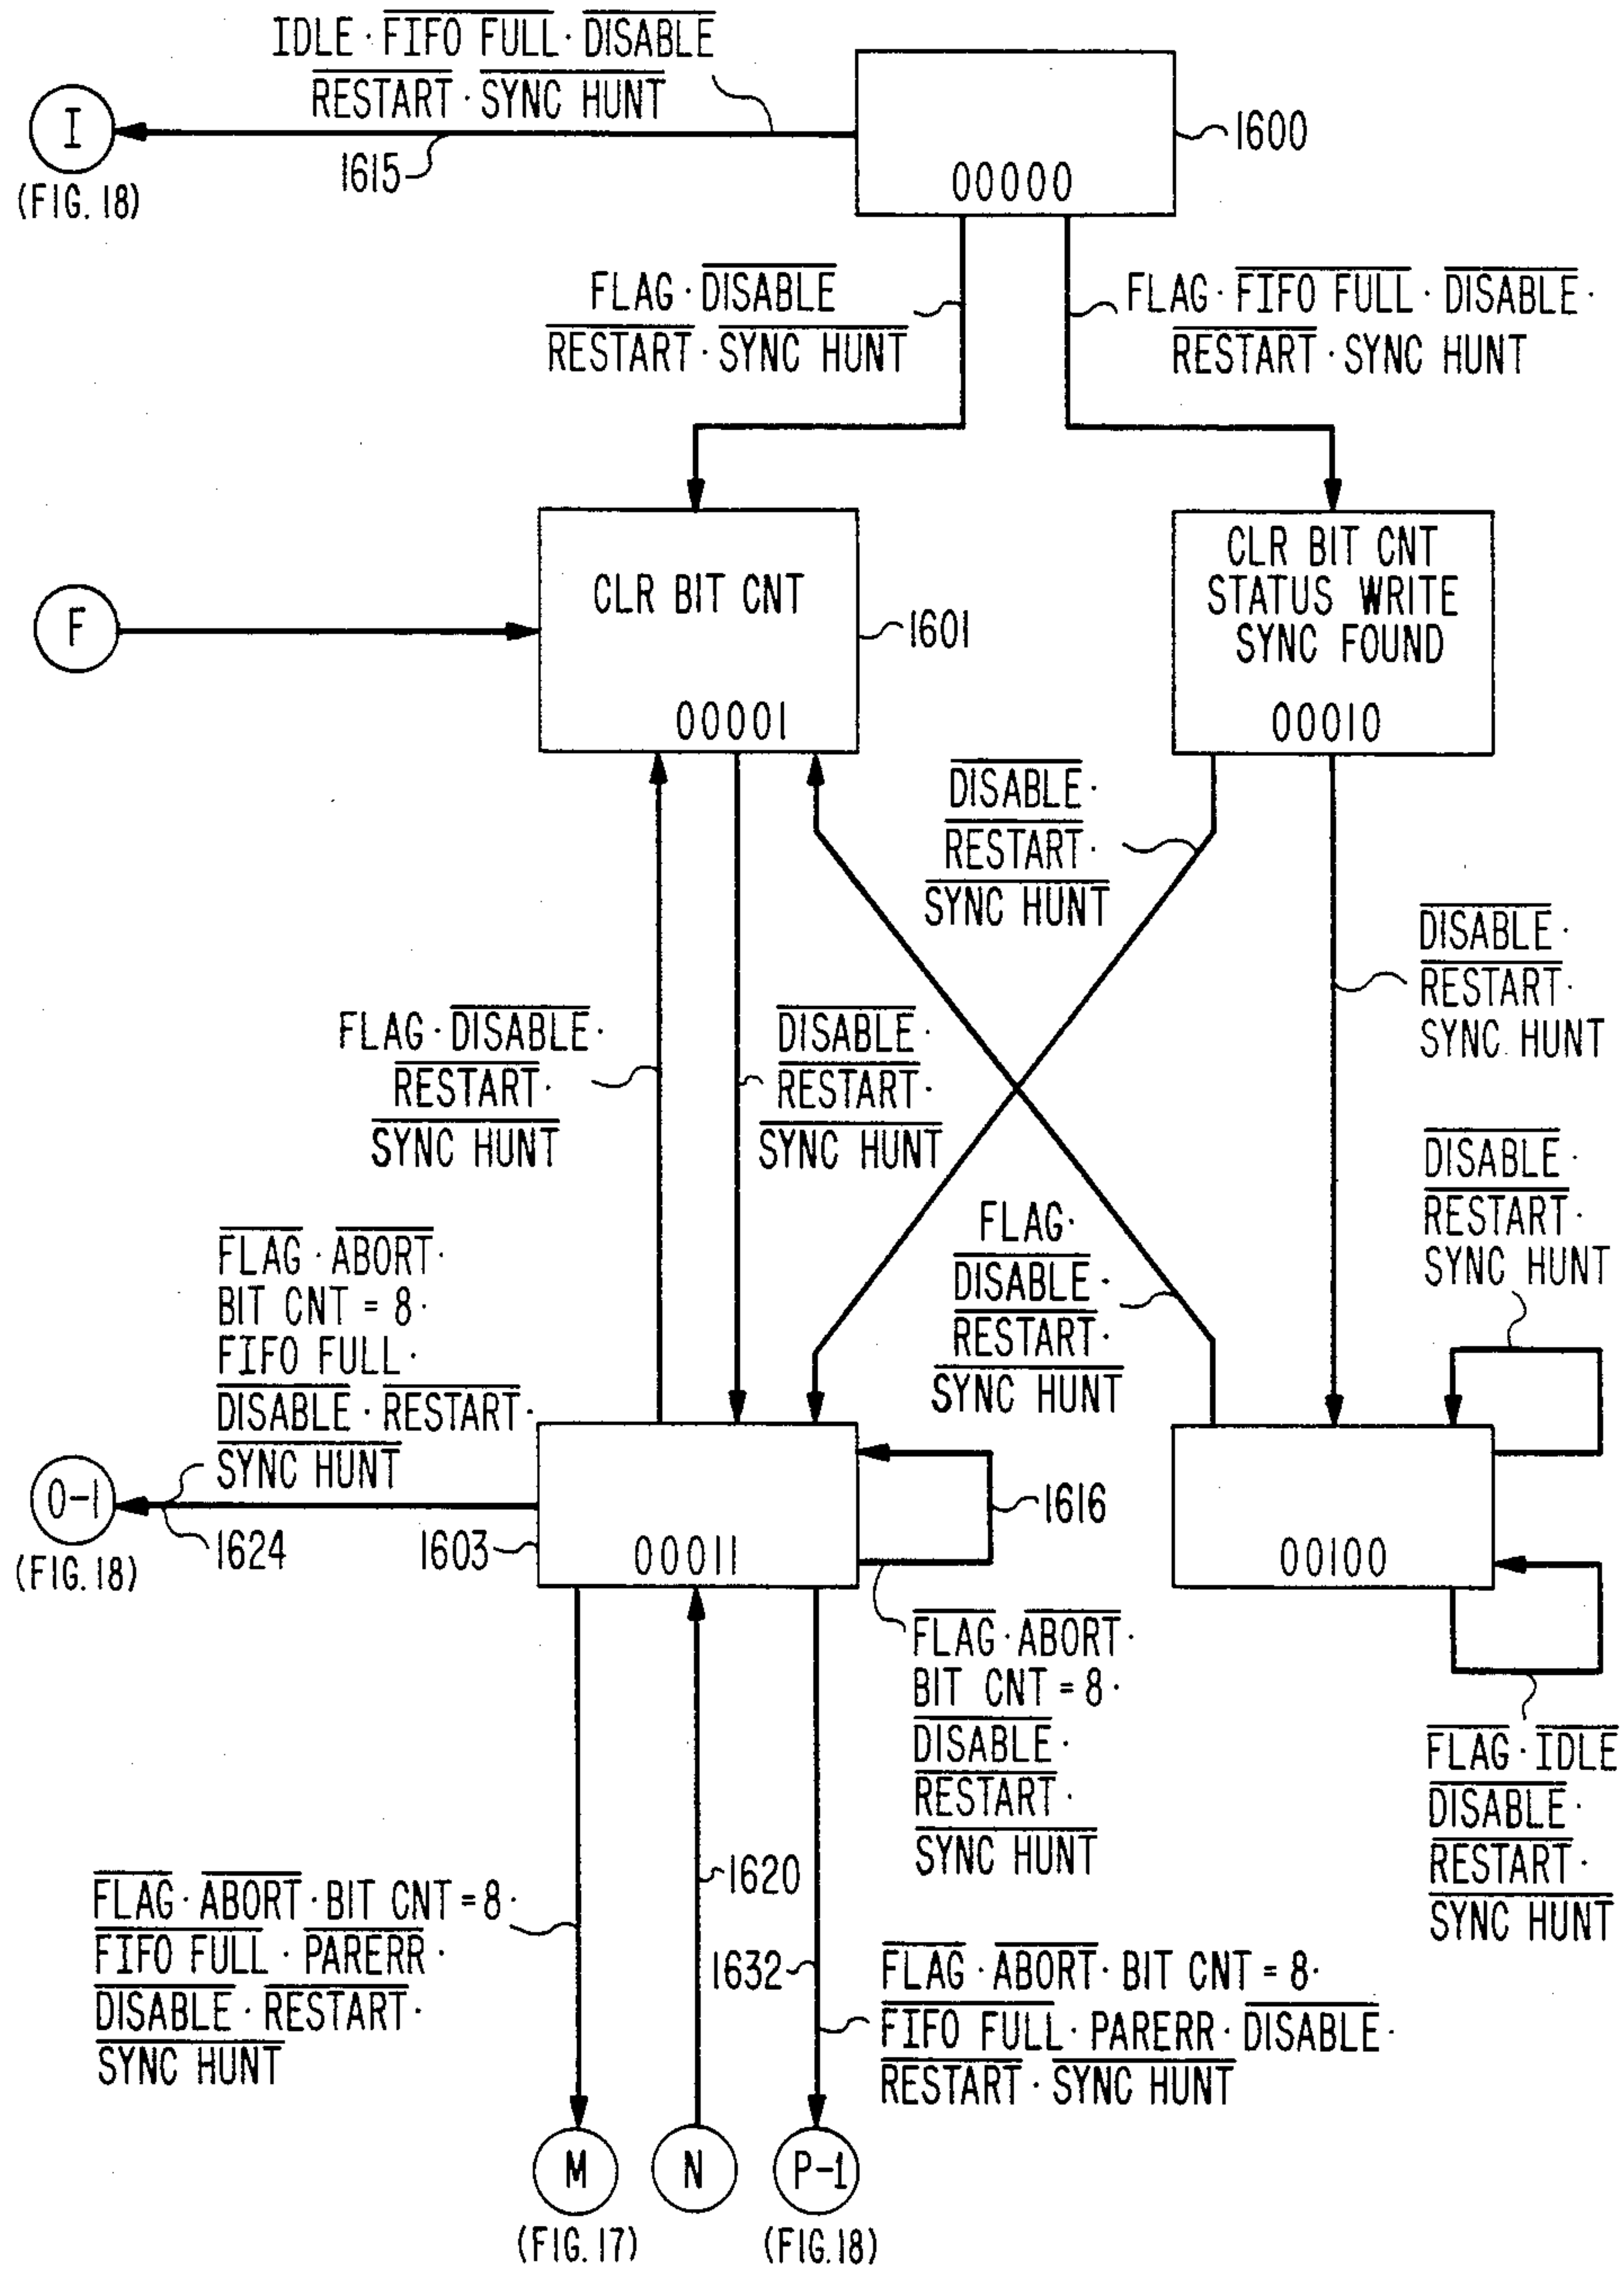 IDLE · FIFO FULL · DISABLE
RESTART · SYNC HUNT
I
(FIG. 18)
1615
1600
00000
FLAG · DISABLE
RESTART · SYNC HUNT
FLAG · FIFO FULL · DISABLE ·
RESTART · SYNC HUNT
F
CLR BIT CNT
1601
00001
CLR BIT CNT
STATUS WRITE
SYNC FOUND
00010
DISABLE ·
RESTART ·
SYNC HUNT
DISABLE ·
RESTART ·
SYNC HUNT
FLAG · DISABLE ·
RESTART ·
SYNC HUNT
DISABLE ·
RESTART ·
SYNC HUNT
DISABLE ·
RESTART ·
SYNC HUNT
FLAG ·
DISABLE ·
RESTART ·
SYNC HUNT
FLAG · ABORT ·
BIT CNT = 8 ·
FIFO FULL ·
DISABLE · RESTART ·
SYNC HUNT
0-1
(FIG. 18)
1624
1603
00011
1616
00100
FLAG · ABORT ·
BIT CNT = 8 ·
DISABLE ·
RESTART ·
SYNC HUNT
FLAG · IDLE
DISABLE ·
RESTART ·
SYNC HUNT
FLAG · ABORT · BIT CNT = 8 ·
FIFO FULL · PARERR ·
DISABLE · RESTART ·
SYNC HUNT
1620
1632
FLAG · ABORT · BIT CNT = 8 ·
FIFO FULL · PARERR · DISABLE ·
RESTART · SYNC HUNT
M
(FIG. 17)
N
P-1
(FIG. 18)